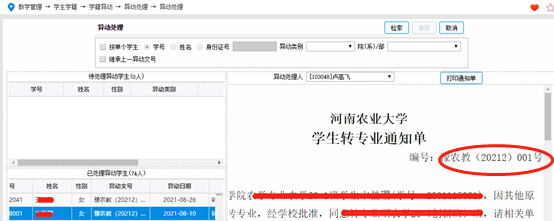 教学管理 → 学生学籍 → 学籍异动 → 异动处理 → 异动处理
异动处理
检索 保存 取消
按单个学生 学号 姓名 身份证号 异动类别 院(系)/部
继承上一异动文号
待处理异动学生(0人)
学号 姓名 性别 异动类别
异动处理人 [103048]卢高飞 打印通知单
河南农业大学
学生转专业通知单
编号：豫农教（20212）001号
已处理异动学生(74人)
号 姓名 性别 异动文号 异动日期
2041 女 豫农教（20212）... 2021-08-26
8001 女 豫农教（20212）... 2021-08-10
学院 ，因其他原
转专业，经学校批准，同意 ，请相关单